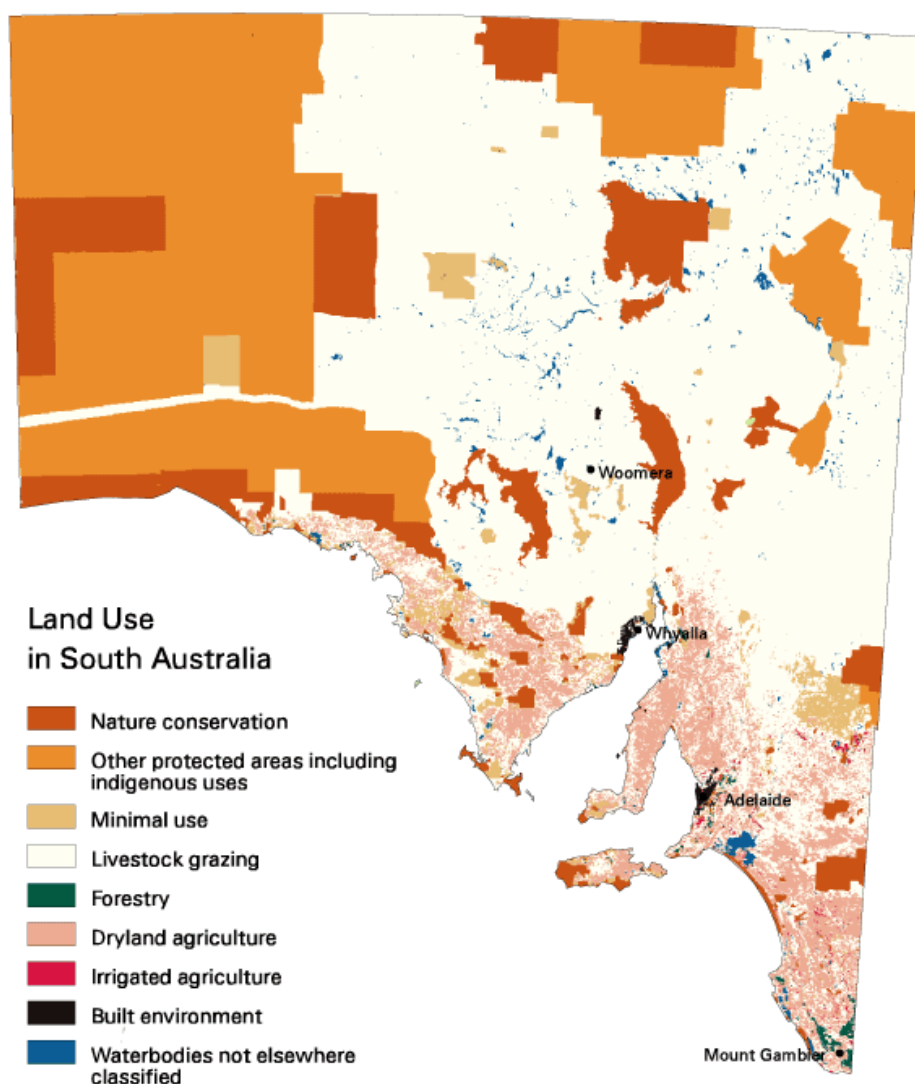 Woomera
Whyalla
Adelaide
Mount Gambier
Land Use
in South Australia
Nature conservation
Other protected areas including
indigenous uses
Minimal use
Livestock grazing
Forestry
Dryland agriculture
Irrigated agriculture
Built environment
Waterbodies not elsewhere
classified